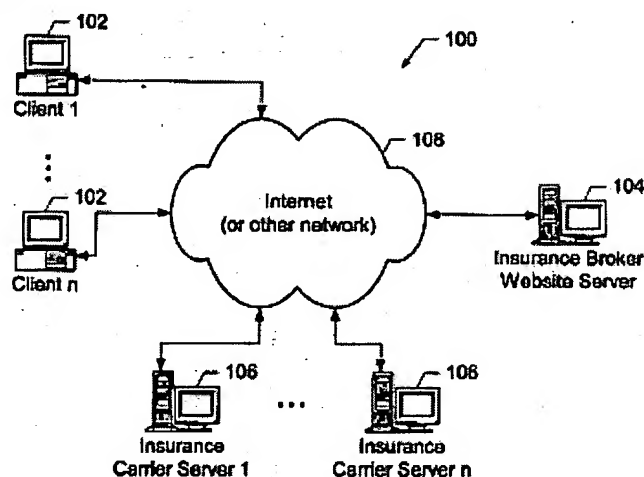 102
100
Client 1
108
102
104
Internet
(or other network)
Client n
Insurance Broker
Website Server
106
106
Insurance
Carrier Server 1
Insurance
Carrier Server n